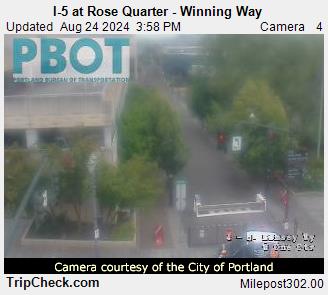 I-5 at Rose Quarter - Winning Way
Updated Aug 24 2024 3:58 PM Camera 4
PBOT
PORTLAND BUREAU OF TRANSPORTATION
Camera courtesy of the City of Portland
TripCheck.com Milepost302.00